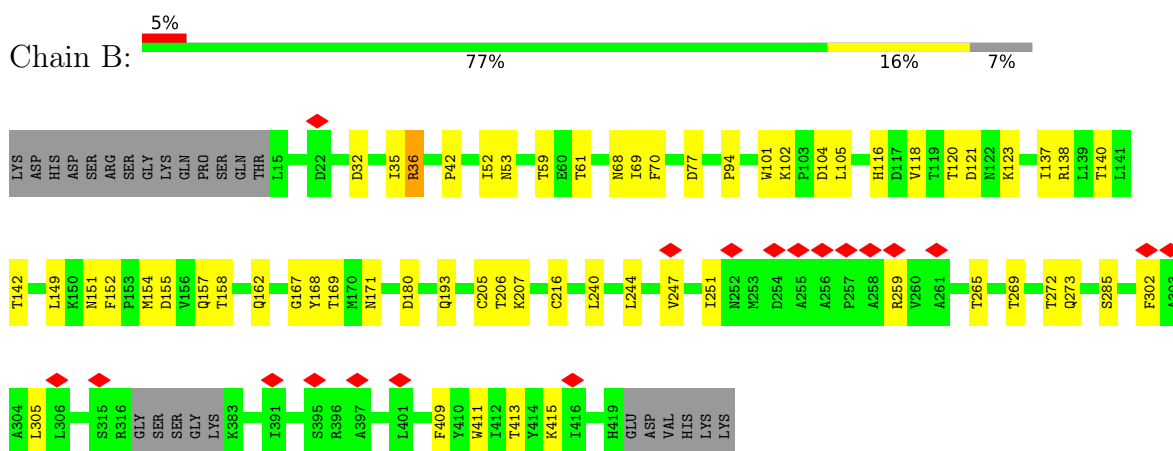 5%
Chain B:
77% 16% 7%
LYS ASP HIS ASP SER ARG SER GLY LYS GLN PRO SER GLN THR L15 D22 D32 I35 R36 P42 I52 N53 T59 E60 T61 N68 I69 F70 D77 P94 W101 K102 P103 D104 L105 H116 D117 V118 T119 T120 D121 N122 K123 I137 R138 L139 T140 L141
T142 L149 K150 N151 F152 P153 M154 D155 V156 Q157 T158 Q162 G167 Y168 T169 M170 N171 D180 Q193 C205 T206 K207 C216 L240 L244 V247 I251 N252 M253 D254 A255 A256 P257 A258 R259 V260 A261 T265 T269 T272 Q273 S285 F302
A304 L305 L306 S315 R316 GLY SER SER GLY LYS K383 I391 S395 R396 A397 L401 F409 Y410 W411 I412 T413 Y414 K415 I416 H419 GLU ASP VAL HIS LYS LYS